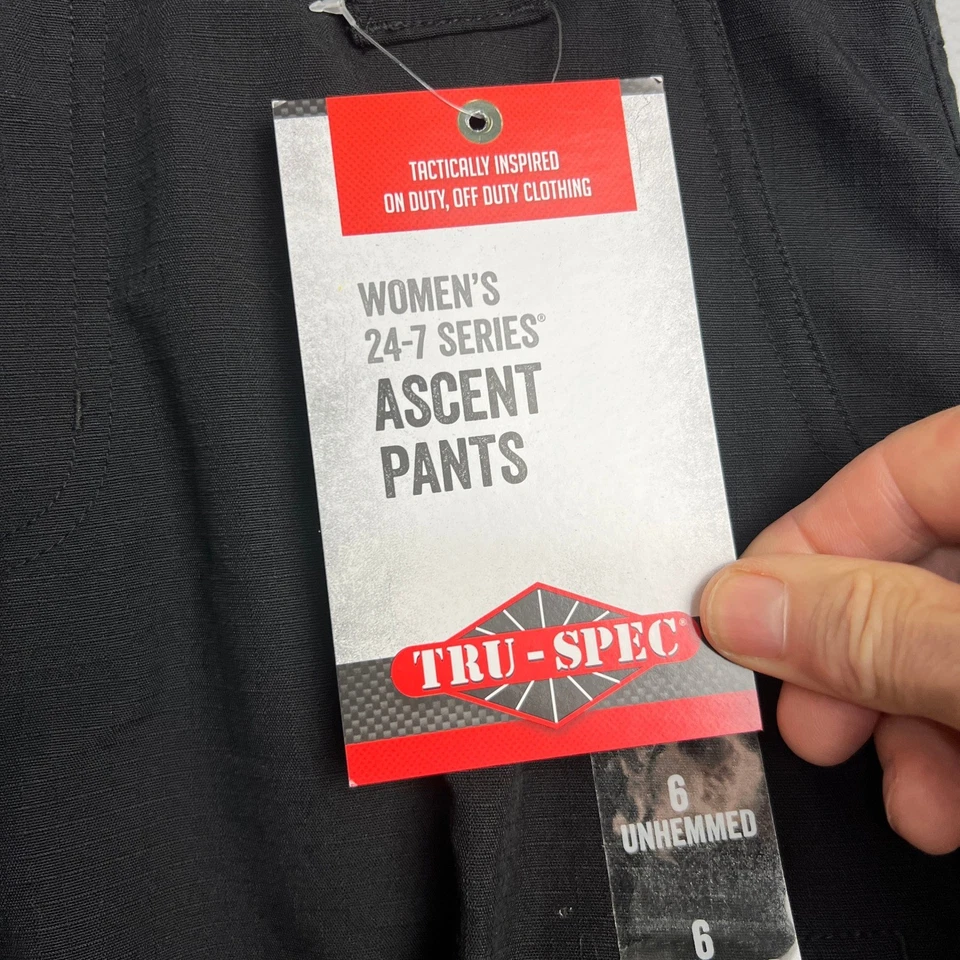 TACTICALLY INSPIRED
ON DUTY, OFF DUTY CLOTHING
WOMEN'S
24-7 SERIES®
ASCENT
PANTS
TRU-SPEC®
6
UNHEMMED
6